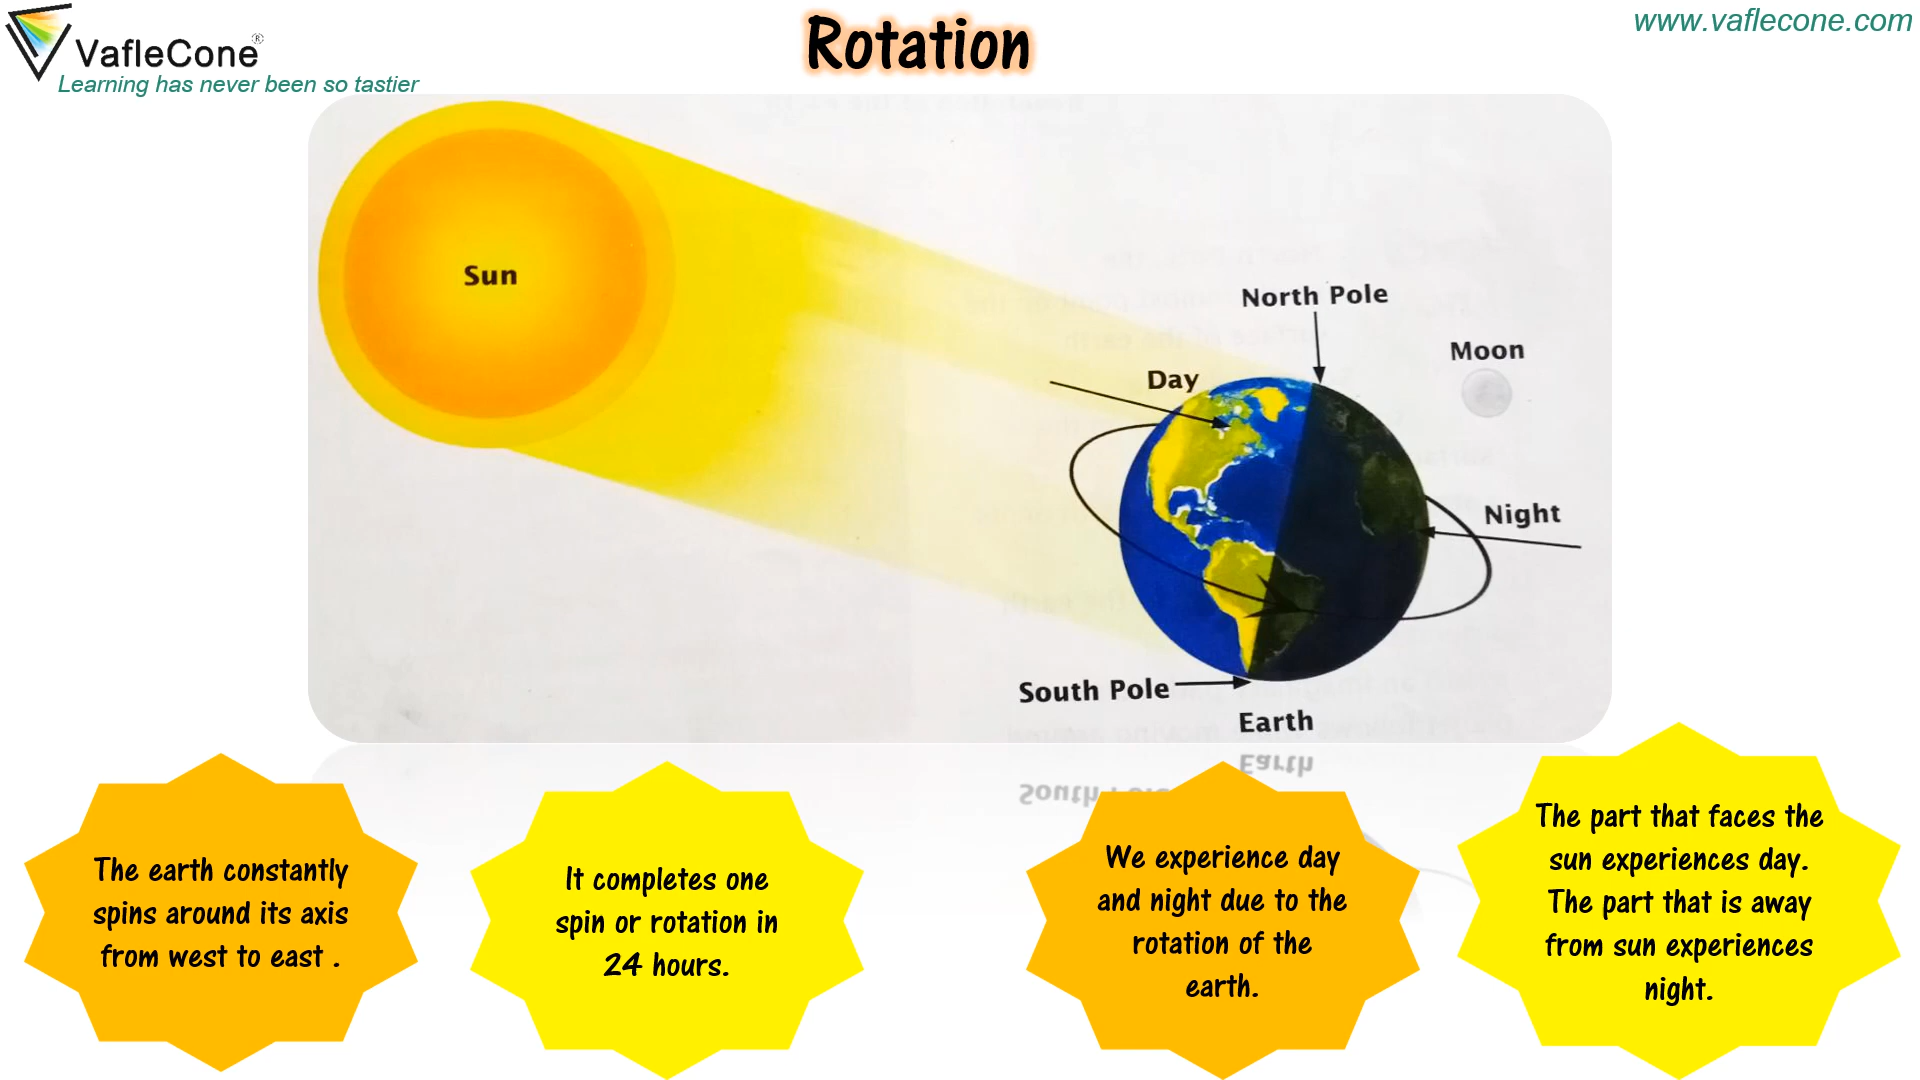 VafleCone®
Learning has never been so tastier
Rotation
www.vaflecone.com
Sun
North Pole
Moon
Day
Night
South Pole
Earth
The earth constantly
spins around its axis
from west to east .
It completes one
spin or rotation in
24 hours.
We experience day
and night due to the
rotation of the
earth.
The part that faces the
sun experiences day.
The part that is away
from sun experiences
night.